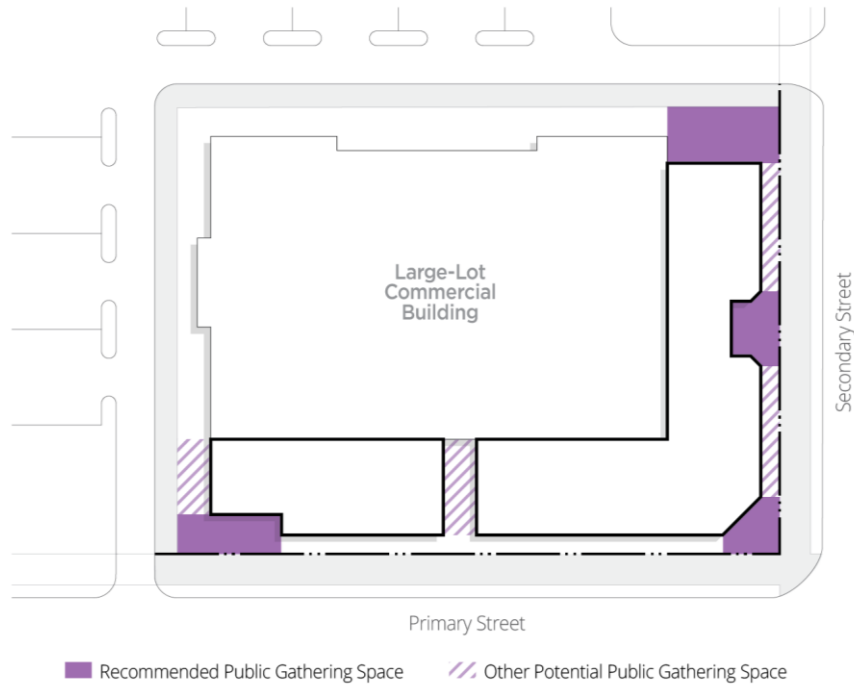 Large-Lot
Commercial
Building
Secondary Street
Primary Street
Recommended Public Gathering Space
Other Potential Public Gathering Space